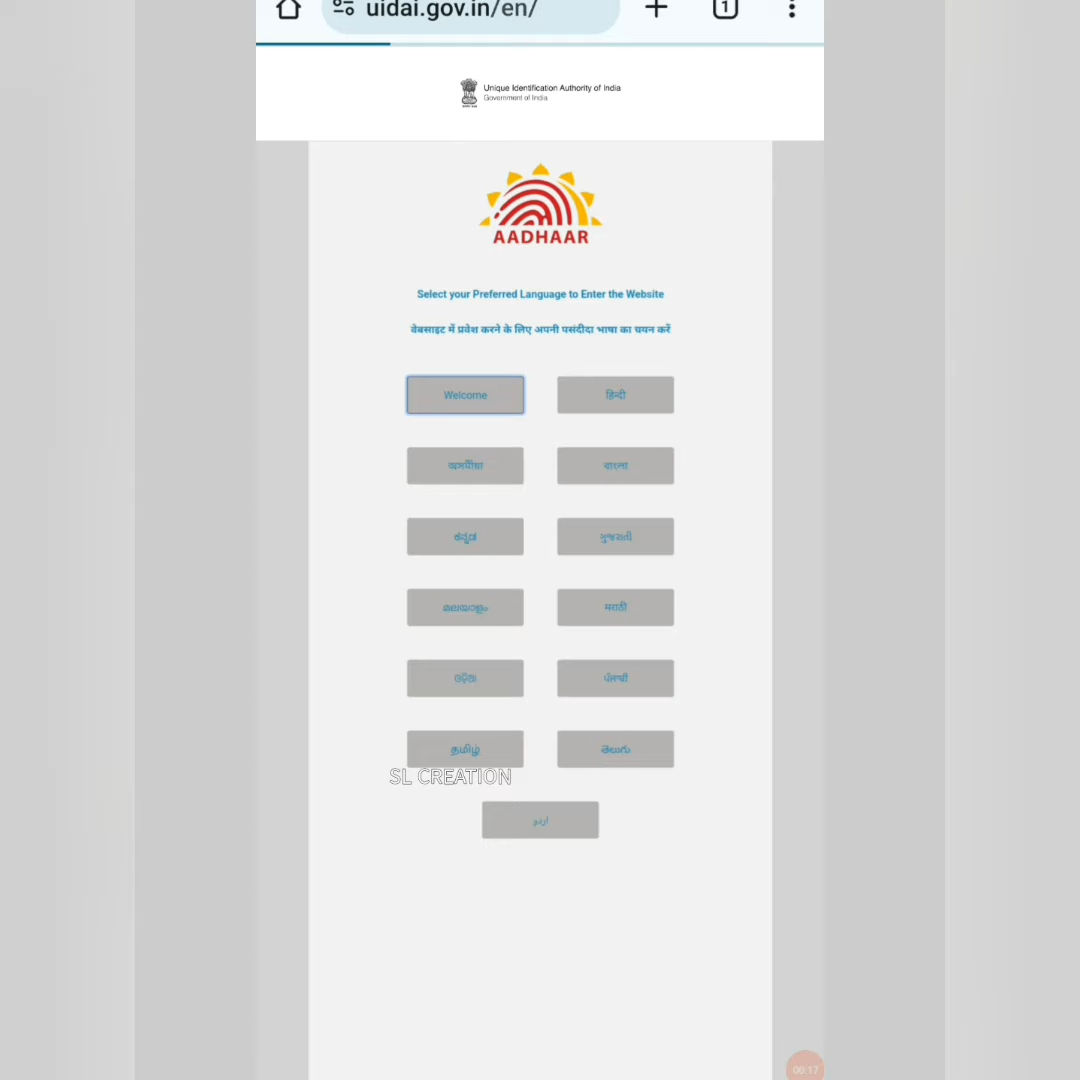 uidai.gov.in/en/
1
Unique Identification Authority of India
Government of India
AADHAAR
Select your Preferred Language to Enter the Website
वेबसाइट में प्रवेश करने के लिए अपनी पसंदीदा भाषा का चयन करें
Welcome
हिन्दी
অসমীয়া
বাংলা
ಕನ್ನಡ
ગુજરાતી
മലയാളം
मराठी
ଓଡ଼ିଆ
ਪੰਜਾਬੀ
தமிழ்
తెలుగు
SL CREATION
اردو
00:17